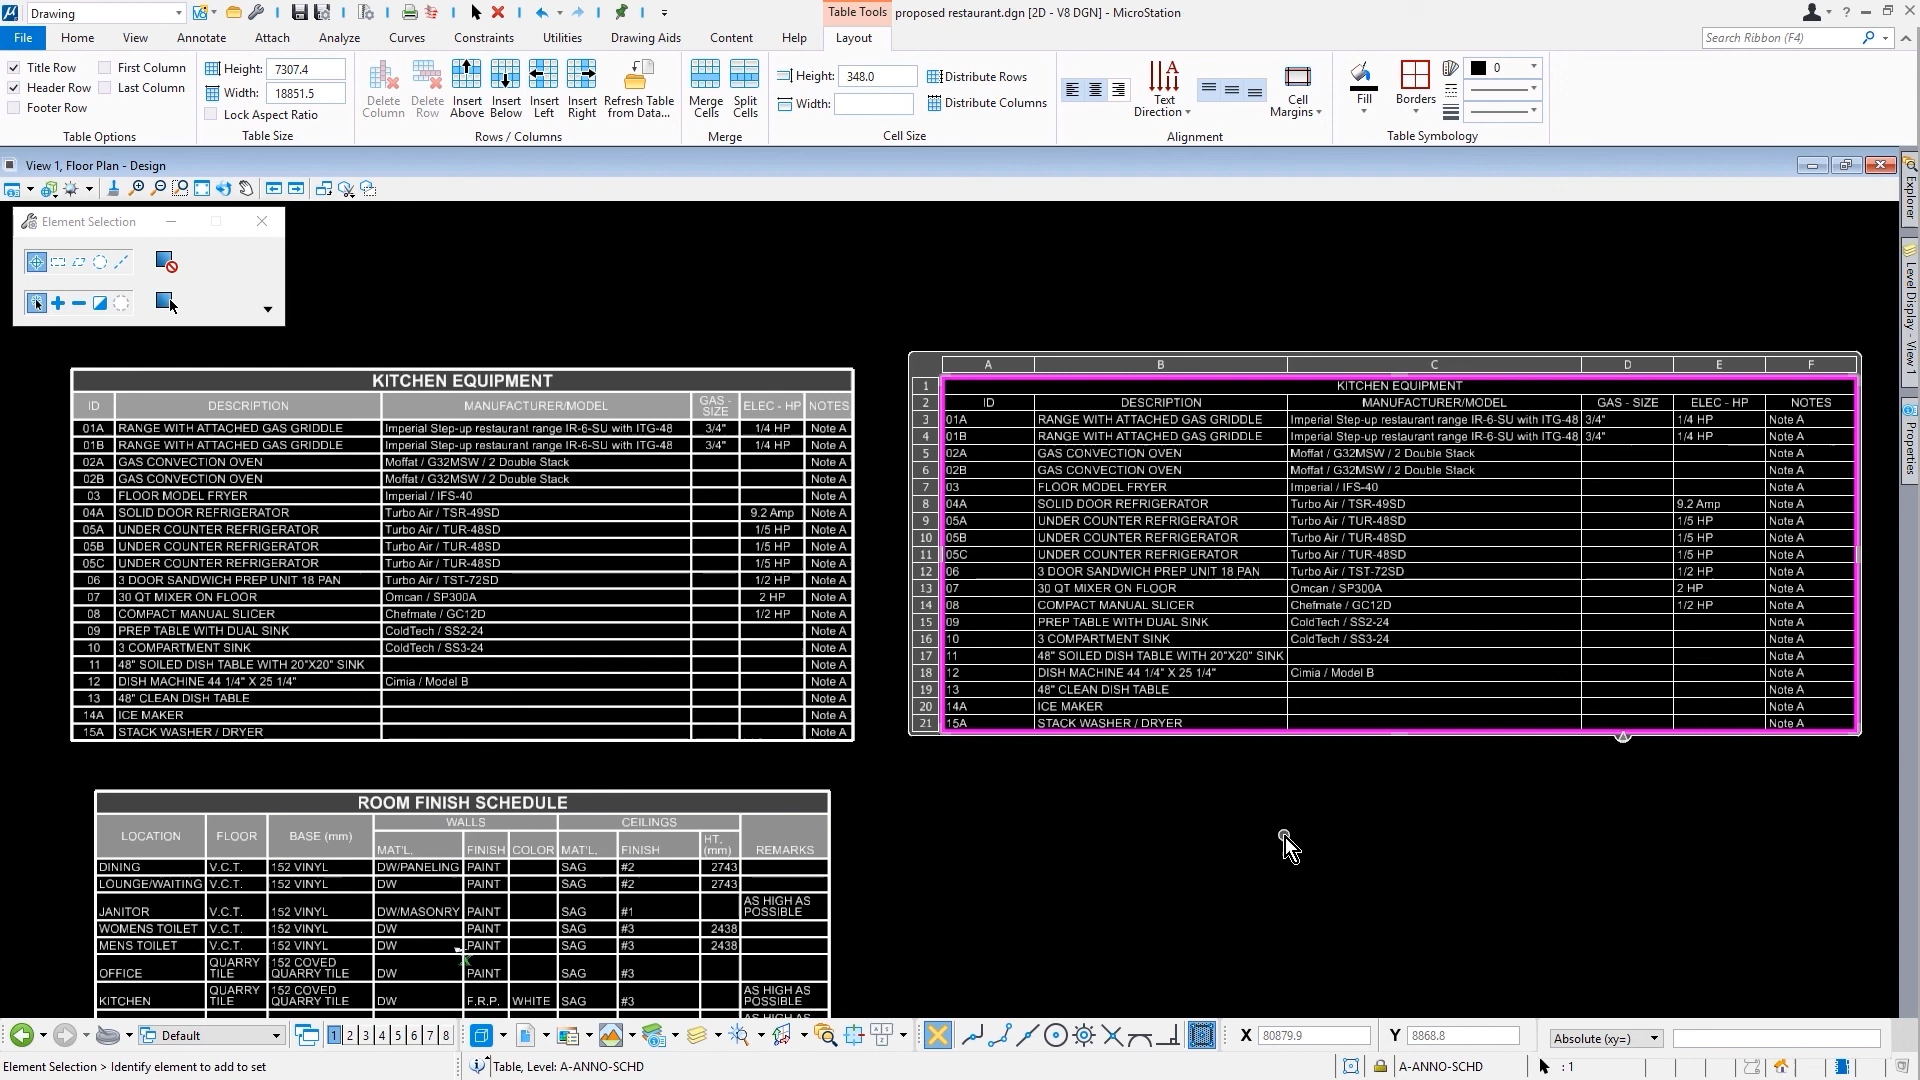 Drawing
Table Tools
proposed restaurant.dgn [2D - V8 DGN] - MicroStation
File
Home
View
Annotate
Attach
Analyze
Curves
Constraints
Utilities
Drawing Aids
Content
Help
Layout
Search Ribbon (F4)
Title Row
First Column
Header Row
Last Column
Footer Row
Table Options
Height: 7307.4
Width: 18851.5
Lock Aspect Ratio
Table Size
Delete Column
Delete Row
Insert Above
Insert Below
Insert Left
Insert Right
Refresh Table from Data...
Rows / Columns
Merge Cells
Split Cells
Merge
Height: 348.0
Width:
Distribute Rows
Distribute Columns
Cell Size
Text Direction
Cell Margins
Alignment
Fill
Borders
0
Table Symbology
View 1, Floor Plan - Design
Element Selection
Explorer
Level Display - View 1
Properties
KITCHEN EQUIPMENT
ID DESCRIPTION MANUFACTURER/MODEL GAS - SIZE ELEC - HP NOTES
01A RANGE WITH ATTACHED GAS GRIDDLE Imperial Step-up restaurant range IR-6-SU with ITG-48 3/4" 1/4 HP Note A
01B RANGE WITH ATTACHED GAS GRIDDLE Imperial Step-up restaurant range IR-6-SU with ITG-48 3/4" 1/4 HP Note A
02A GAS CONVECTION OVEN Moffat / G32MSW / 2 Double Stack Note A
02B GAS CONVECTION OVEN Moffat / G32MSW / 2 Double Stack Note A
03 FLOOR MODEL FRYER Imperial / IFS-40 Note A
04A SOLID DOOR REFRIGERATOR Turbo Air / TSR-49SD 9.2 Amp Note A
05A UNDER COUNTER REFRIGERATOR Turbo Air / TUR-48SD 1/5 HP Note A
05B UNDER COUNTER REFRIGERATOR Turbo Air / TUR-48SD 1/5 HP Note A
05C UNDER COUNTER REFRIGERATOR Turbo Air / TUR-48SD 1/5 HP Note A
06 3 DOOR SANDWICH PREP UNIT 18 PAN Turbo Air / TST-72SD 1/2 HP Note A
07 30 QT MIXER ON FLOOR Omcan / SP300A 2 HP Note A
08 COMPACT MANUAL SLICER Chefmate / GC12D 1/2 HP Note A
09 PREP TABLE WITH DUAL SINK ColdTech / SS2-24 Note A
10 3 COMPARTMENT SINK ColdTech / SS3-24 Note A
11 48" SOILED DISH TABLE WITH 20"X20" SINK Note A
12 DISH MACHINE 44 1/4" X 25 1/4" Cimia / Model B Note A
13 48" CLEAN DISH TABLE Note A
14A ICE MAKER Note A
15A STACK WASHER / DRYER Note A
A B C D E F
1 KITCHEN EQUIPMENT
2 ID DESCRIPTION MANUFACTURER/MODEL GAS - SIZE ELEC - HP NOTES
3 01A RANGE WITH ATTACHED GAS GRIDDLE Imperial Step-up restaurant range IR-6-SU with ITG-48 3/4" 1/4 HP Note A
4 01B RANGE WITH ATTACHED GAS GRIDDLE Imperial Step-up restaurant range IR-6-SU with ITG-48 3/4" 1/4 HP Note A
5 02A GAS CONVECTION OVEN Moffat / G32MSW / 2 Double Stack Note A
6 02B GAS CONVECTION OVEN Moffat / G32MSW / 2 Double Stack Note A
7 03 FLOOR MODEL FRYER Imperial / IFS-40 Note A
8 04A SOLID DOOR REFRIGERATOR Turbo Air / TSR-49SD 9.2 Amp Note A
9 05A UNDER COUNTER REFRIGERATOR Turbo Air / TUR-48SD 1/5 HP Note A
10 05B UNDER COUNTER REFRIGERATOR Turbo Air / TUR-48SD 1/5 HP Note A
11 05C UNDER COUNTER REFRIGERATOR Turbo Air / TUR-48SD 1/5 HP Note A
12 06 3 DOOR SANDWICH PREP UNIT 18 PAN Turbo Air / TST-72SD 1/2 HP Note A
13 07 30 QT MIXER ON FLOOR Omcan / SP300A 2 HP Note A
14 08 COMPACT MANUAL SLICER Chefmate / GC12D 1/2 HP Note A
15 09 PREP TABLE WITH DUAL SINK ColdTech / SS2-24 Note A
16 10 3 COMPARTMENT SINK ColdTech / SS3-24 Note A
17 11 48" SOILED DISH TABLE WITH 20"X20" SINK Note A
18 12 DISH MACHINE 44 1/4" X 25 1/4" Cimia / Model B Note A
19 13 48" CLEAN DISH TABLE Note A
20 14A ICE MAKER Note A
21 15A STACK WASHER / DRYER Note A
ROOM FINISH SCHEDULE
LOCATION FLOOR BASE (mm) WALLS CEILINGS REMARKS
MAT'L. FINISH COLOR MAT'L. FINISH HT. (mm)
DINING V.C.T. 152 VINYL DW/PANELING PAINT SAG #2 2743
LOUNGE/WAITING V.C.T. 152 VINYL DW PAINT SAG #2 2743
JANITOR V.C.T. 152 VINYL DW/MASONRY PAINT SAG #1 AS HIGH AS POSSIBLE
WOMENS TOILET V.C.T. 152 VINYL DW PAINT SAG #3 2438
MENS TOILET V.C.T. 152 VINYL DW PAINT SAG #3 2438
OFFICE QUARRY TILE 152 COVED QUARRY TILE DW PAINT SAG #3
KITCHEN QUARRY TILE 152 COVED QUARRY TILE DW F.R.P. WHITE SAG #3 AS HIGH AS POSSIBLE
Default
1 2 3 4 5 6 7 8
X 80879.9
Y 8868.8
Absolute (xy=)
Element Selection > Identify element to add to set
Table, Level: A-ANNO-SCHD
A-ANNO-SCHD
: 1